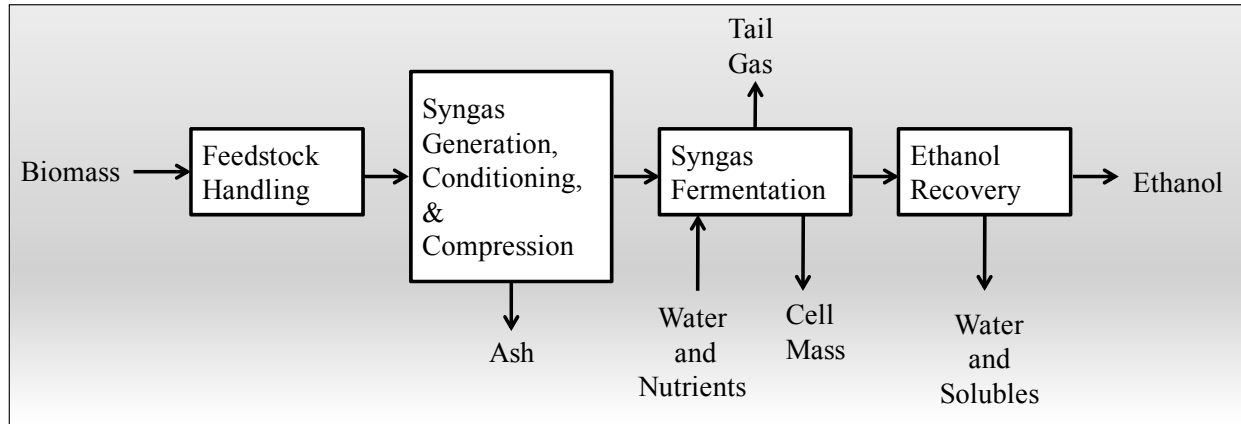 Biomass
Feedstock
Handling
Syngas
Generation,
Conditioning,
&
Compression
Ash
Tail
Gas
Syngas
Fermentation
Water
and
Nutrients
Cell
Mass
Ethanol
Recovery
Water
and
Solubles
Ethanol